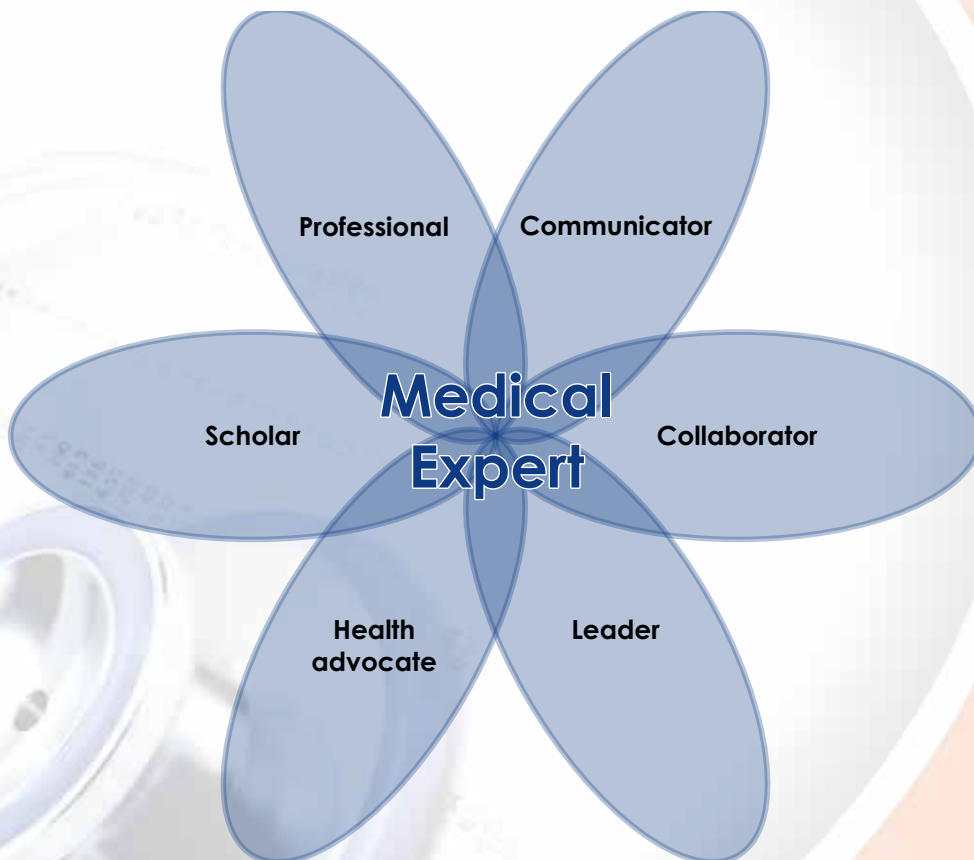 Professional
Communicator
Medical
Expert
Scholar
Collaborator
Health
advocate
Leader